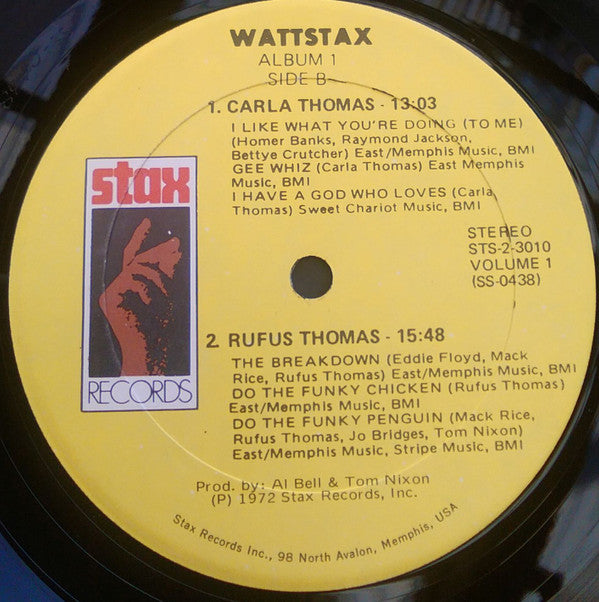 WATTSTAX
ALBUM 1
SIDE B
1. CARLA THOMAS - 13:03
I LIKE WHAT YOU'RE DOING (TO ME)
(Homer Banks, Raymond Jackson,
Bettye Crutcher) East/Memphis Music, BMI
GEE WHIZ (Carla Thomas) East Memphis
Music, BMI
I HAVE A GOD WHO LOVES (Carla
Thomas) Sweet Chariot Music, BMI
stax
RECORDS
STEREO
STS-2-3010
VOLUME 1
(SS-0438)
2. RUFUS THOMAS - 15:48
THE BREAKDOWN (Eddie Floyd, Mack
Rice, Rufus Thomas) East/Memphis Music, BMI
DO THE FUNKY CHICKEN (Rufus Thomas)
East/Memphis Music, BMI
DO THE FUNKY PENGUIN (Mack Rice,
Rufus Thomas, Jo Bridges, Tom Nixon)
East/Memphis Music, Stripe Music, BMI
Prod. by: Al Bell & Tom Nixon
(P) 1972 Stax Records, Inc.
Stax Records Inc., 98 North Avalon, Memphis, USA